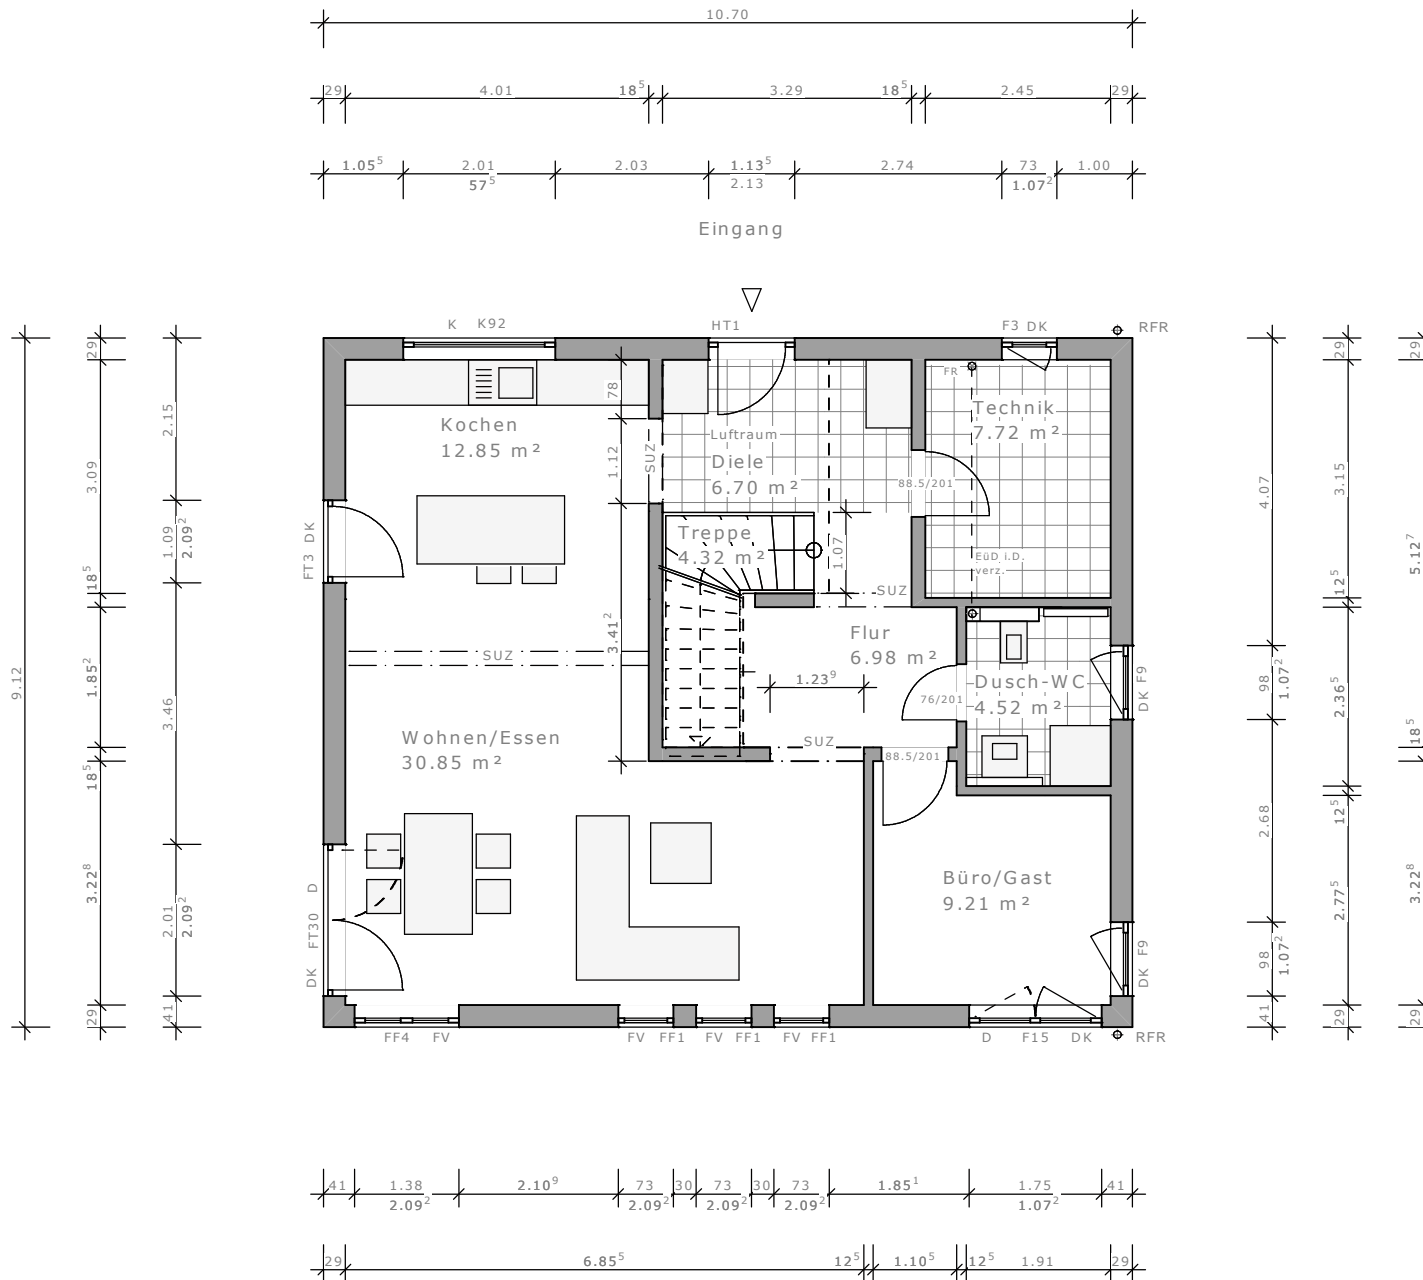 10.70
29 4.01 18⁵ 3.29 18⁵ 2.45 29
1.05⁵ 2.01 2.03 1.13⁵ 2.74 73 1.00
57⁵ 2.13 1.07²
Eingang
K K92 HT1 F3 DK RFR
FR
Kochen
12.85 m²
Luftraum
Diele
6.70 m²
Technik
7.72 m²
88.5/201
EüD i.D.
verz.
Treppe
4.32 m²
SUZ
SUZ
SUZ
SUZ
78
1.12
3.41²
1.07
Flur
6.98 m²
1.23⁹
76/201
Dusch-WC
4.52 m²
88.5/201
Wohnen/Essen
30.85 m²
Büro/Gast
9.21 m²
FT3 DK
DK FT30 D
DK F9
DK F9
FF4 FV FV FF1 FV FF1 FV FF1 D F15 DK RFR
9.12
29
3.09
18⁵
1.85²
18⁵
3.22⁸
29
2.15
1.09
2.09²
3.46
2.01
2.09²
41
4.07
98
1.07²
2.68
98
1.07²
41
29
3.15
12⁵
2.36⁵
12⁵
2.77⁵
29
29
5.12⁷
18⁵
3.22⁸
29
41 1.38 2.10⁹ 73 30 73 30 73 1.85¹ 1.75 41
2.09² 2.09² 2.09² 2.09² 1.07²
29 6.85⁵ 12⁵ 1.10⁵ 12⁵ 1.91 29